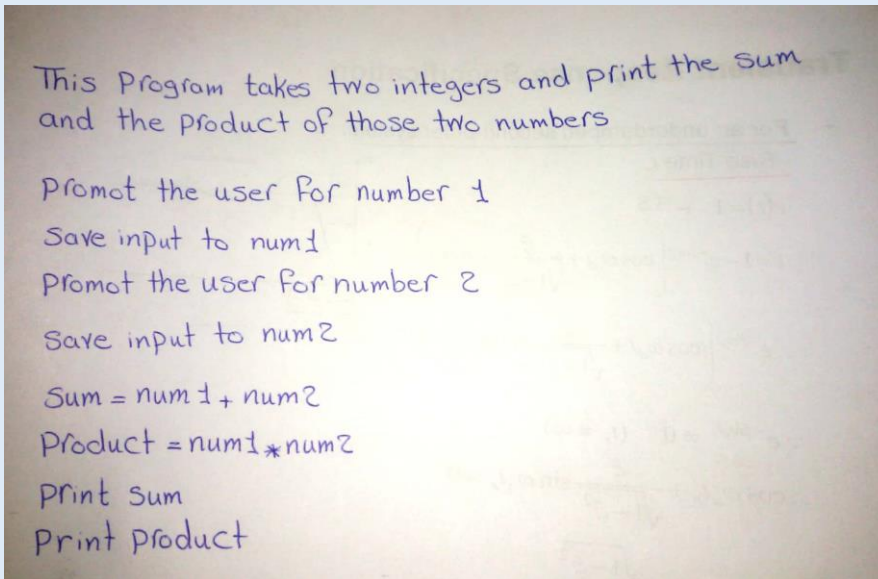 This Program takes two integers and print the sum
and the product of those two numbers
Promot the user for number 1
Save input to num1
Promot the user for number 2
Save input to num2
Sum = num1 + num2
Product = num1 * num2
print sum
print product